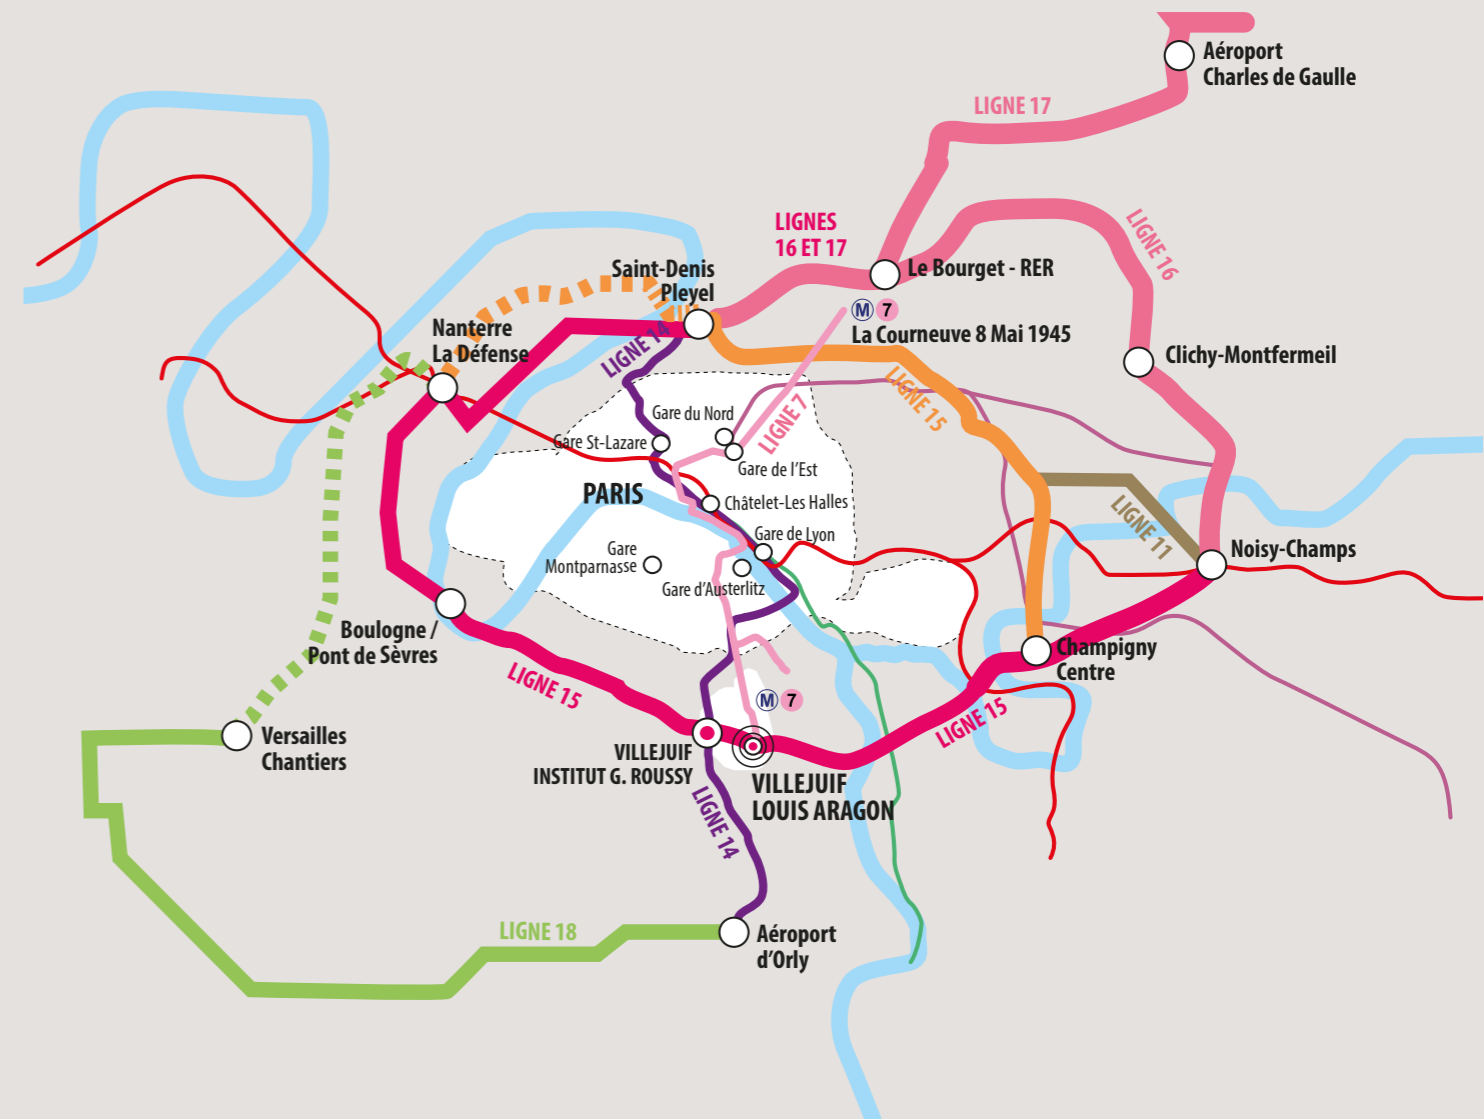 Aéroport
Charles de Gaulle
LIGNE 17
LIGNES
16 ET 17
LIGNE 16
Saint-Denis
Pleyel
Le Bourget - RER
M 7
La Courneuve 8 Mai 1945
Nanterre
La Défense
LIGNE 14
Clichy-Montfermeil
LIGNE 15
Gare du Nord
LIGNE 7
Gare St-Lazare
Gare de l'Est
PARIS
Châtelet-Les Halles
LIGNE 11
Gare de Lyon
Gare
Montparnasse
Noisy-Champs
Gare d'Austerlitz
Boulogne /
Pont de Sèvres
Champigny
Centre
LIGNE 15
M 7
LIGNE 15
Versailles
Chantiers
VILLEJUIF
INSTITUT G. ROUSSY
VILLEJUIF
LOUIS ARAGON
LIGNE 14
LIGNE 18
Aéroport
d'Orly